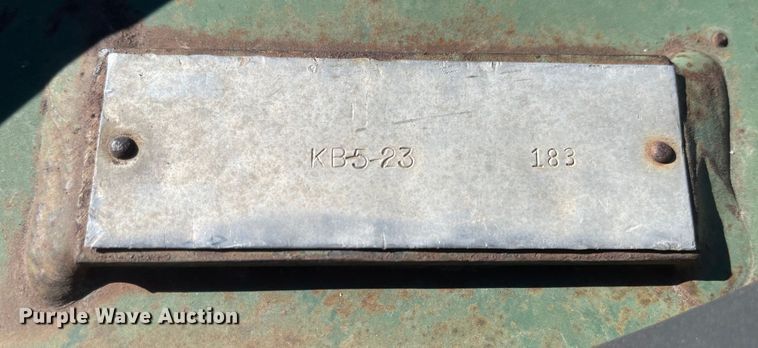 KB5-23 183
Purple Wave Auction